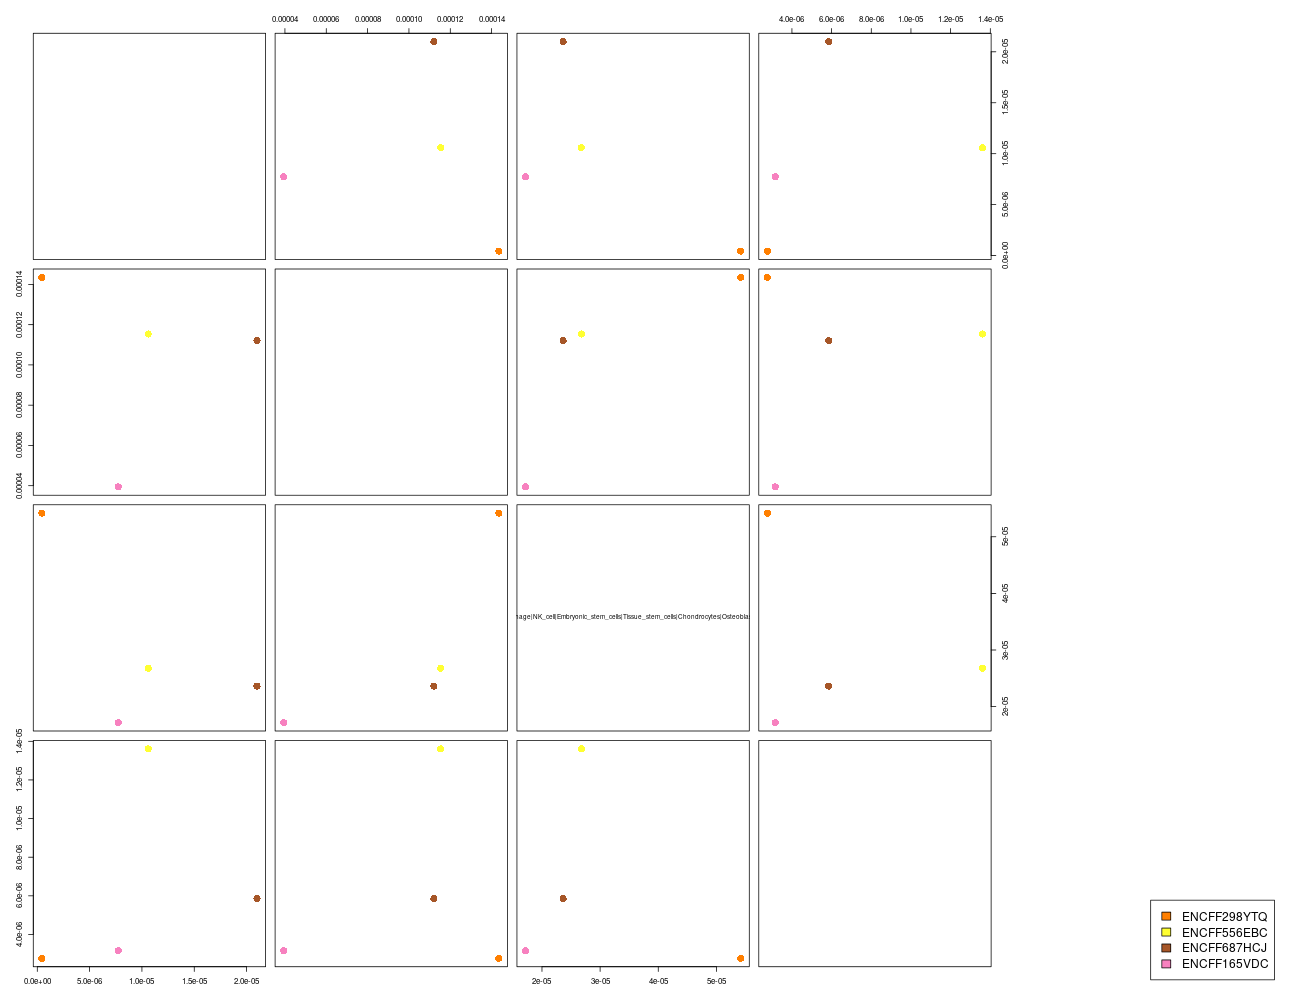 0.00004 0.00006 0.00008 0.00010 0.00012 0.00014
4.0e-06 6.0e-06 8.0e-06 1.0e-05 1.2e-05 1.4e-05
0.0e+00 5.0e-06 1.0e-05 1.5e-05 2.0e-05
0.00004 0.00006 0.00008 0.00010 0.00012 0.00014
|NK_cell|Embryonic_stem_cells|Tissue_stem_cells|Chondrocytes|
2e-05 3e-05 4e-05 5e-05
4.0e-06 6.0e-06 8.0e-06 1.0e-05 1.2e-05 1.4e-05
0.0e+00 5.0e-06 1.0e-05 1.5e-05 2.0e-05
2e-05 3e-05 4e-05 5e-05
ENCFF298YTQ
ENCFF556EBC
ENCFF687HCJ
ENCFF165VDC